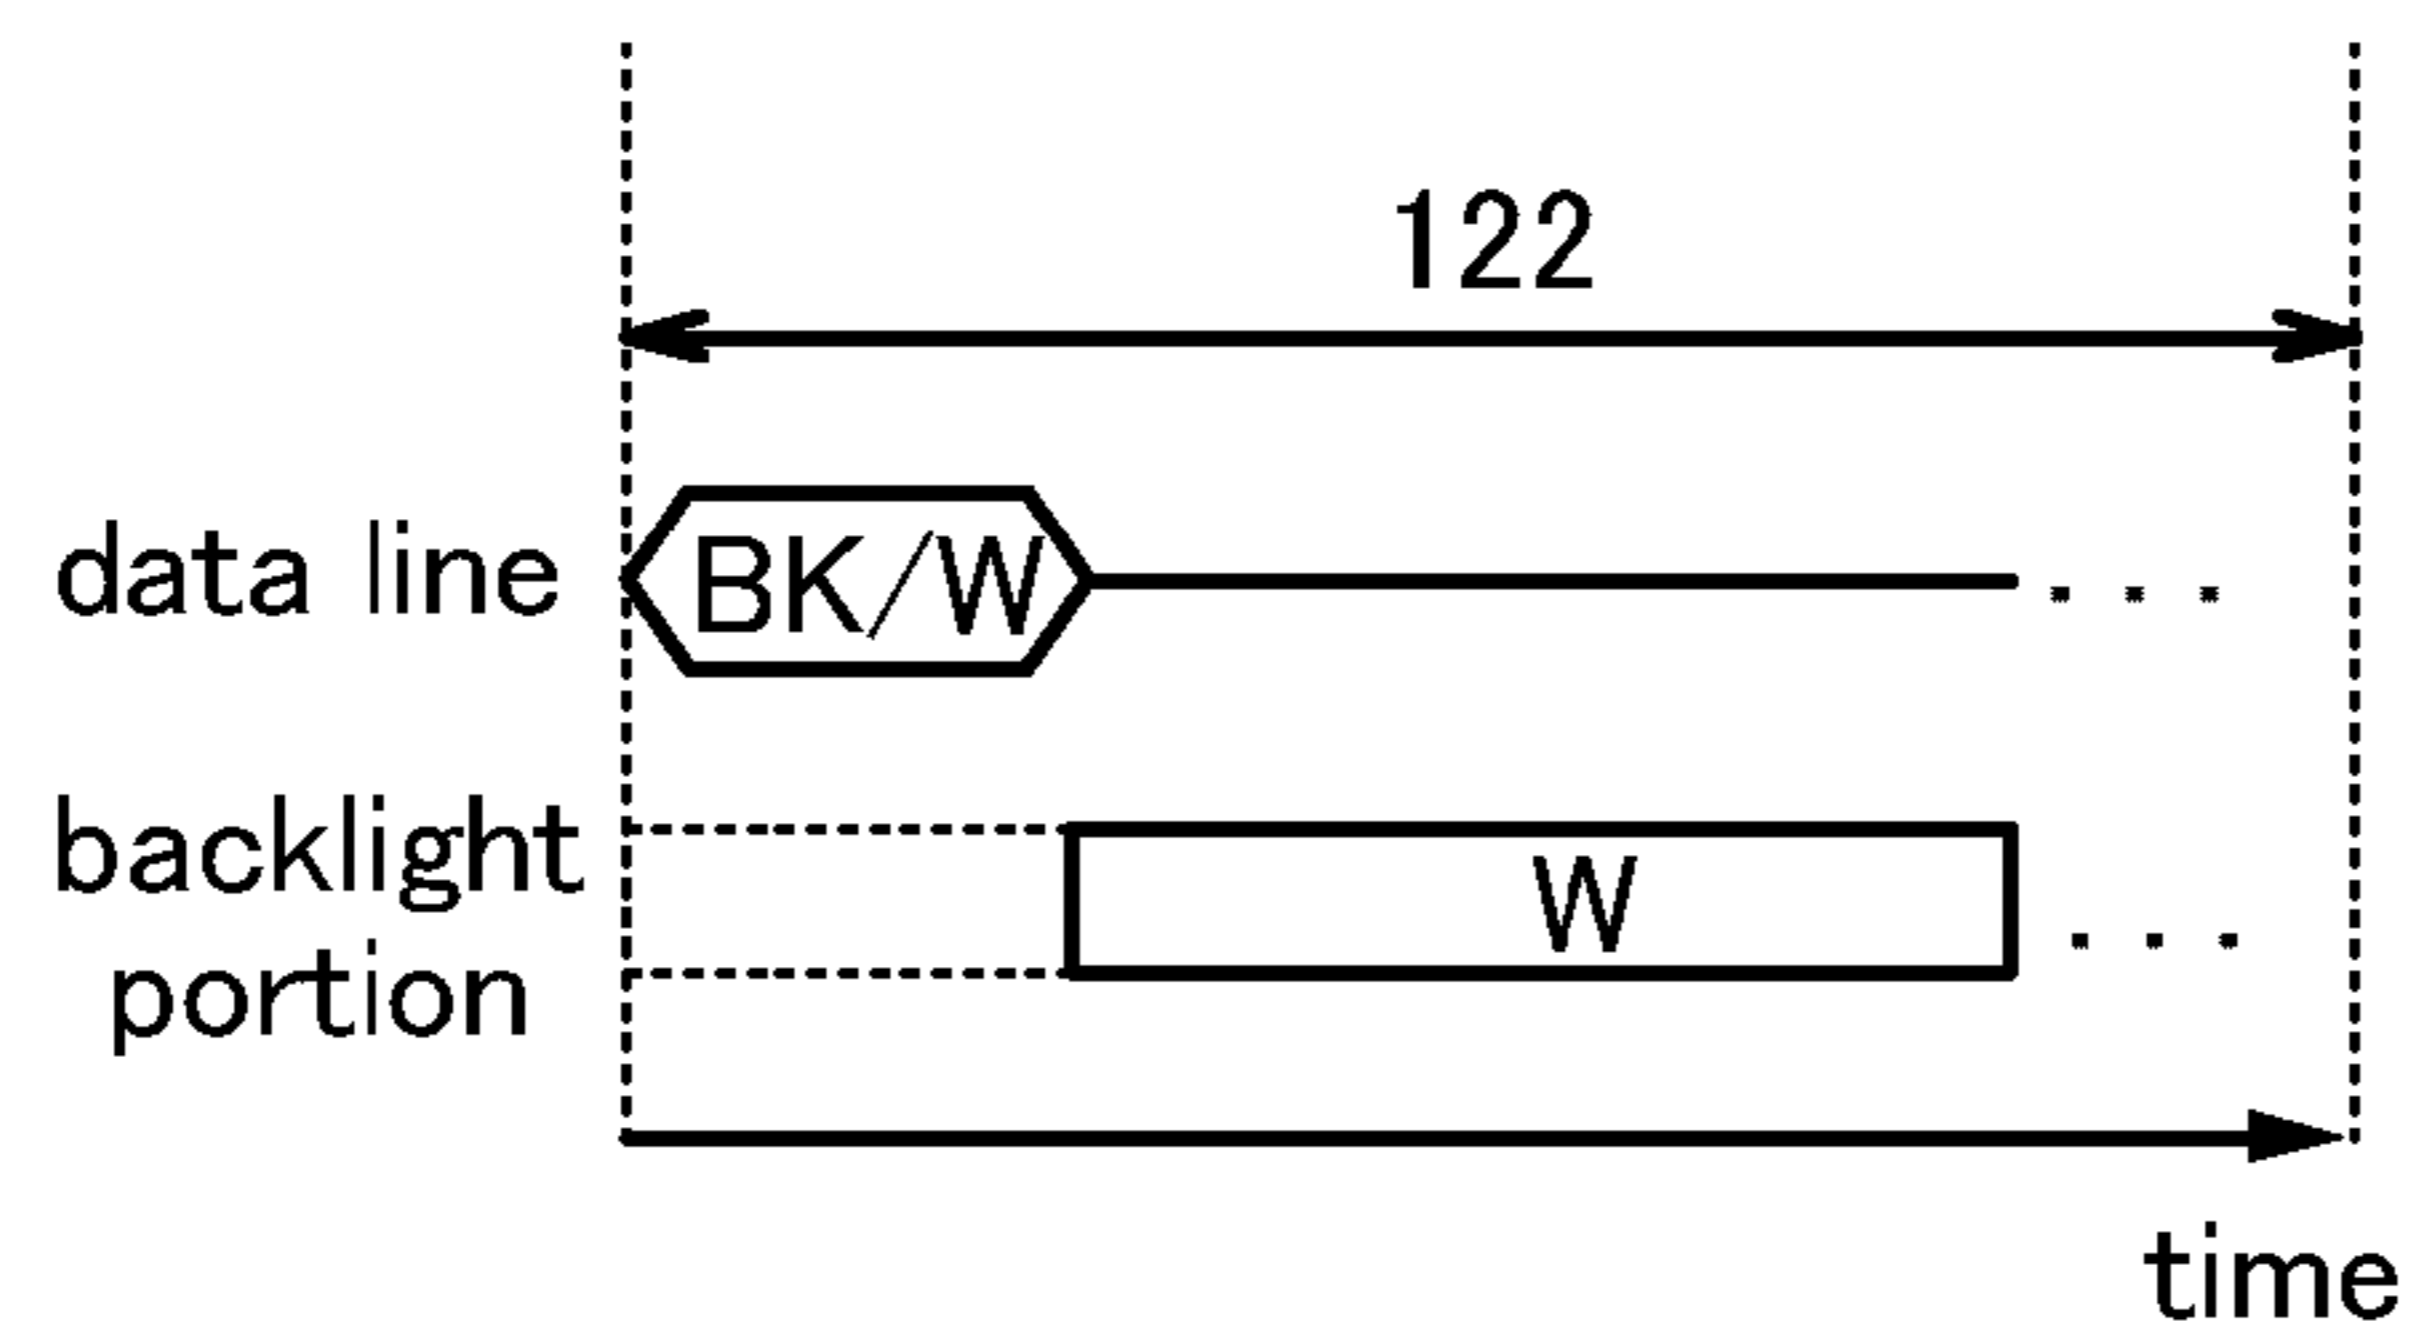 122
data line
BK/W
. . .
backlight
portion
W
. . .
time